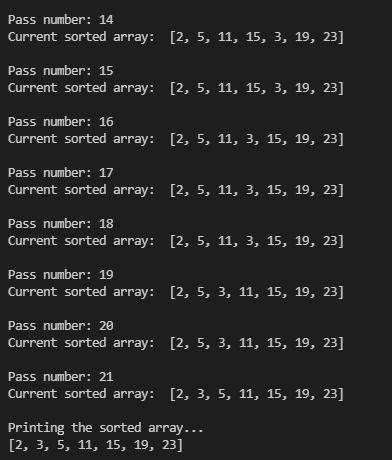 Pass number: 14
Current sorted array:  [2, 5, 11, 15, 3, 19, 23]
Pass number: 15
Current sorted array:  [2, 5, 11, 15, 3, 19, 23]
Pass number: 16
Current sorted array:  [2, 5, 11, 3, 15, 19, 23]
Pass number: 17
Current sorted array:  [2, 5, 11, 3, 15, 19, 23]
Pass number: 18
Current sorted array:  [2, 5, 11, 3, 15, 19, 23]
Pass number: 19
Current sorted array:  [2, 5, 3, 11, 15, 19, 23]
Pass number: 20
Current sorted array:  [2, 5, 3, 11, 15, 19, 23]
Pass number: 21
Current sorted array:  [2, 3, 5, 11, 15, 19, 23]
Printing the sorted array...
[2, 3, 5, 11, 15, 19, 23]